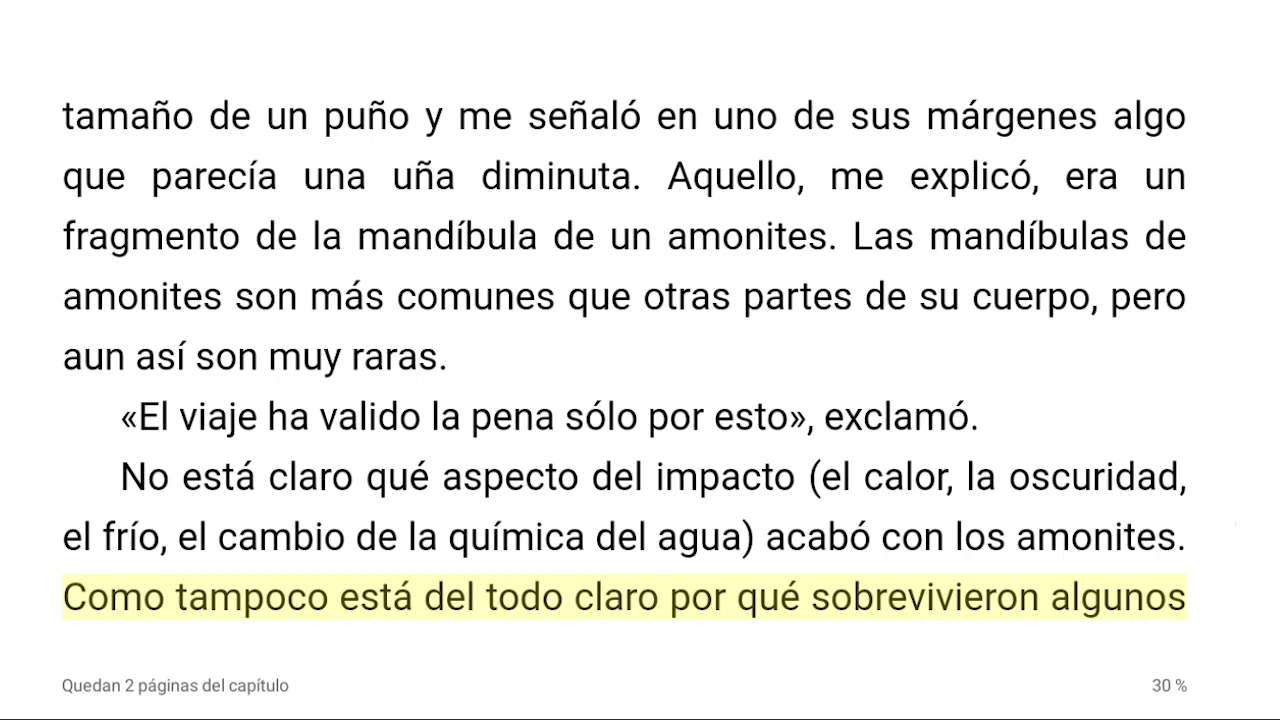 tamaño de un puño y me señaló en uno de sus márgenes algo
que parecía una uña diminuta. Aquello, me explicó, era un
fragmento de la mandíbula de un amonites. Las mandíbulas de
amonites son más comunes que otras partes de su cuerpo, pero
aun así son muy raras.
«El viaje ha valido la pena sólo por esto», exclamó.
No está claro qué aspecto del impacto (el calor, la oscuridad,
el frío, el cambio de la química del agua) acabó con los amonites.
Como tampoco está del todo claro por qué sobrevivieron algunos
Quedan 2 páginas del capítulo
30 %